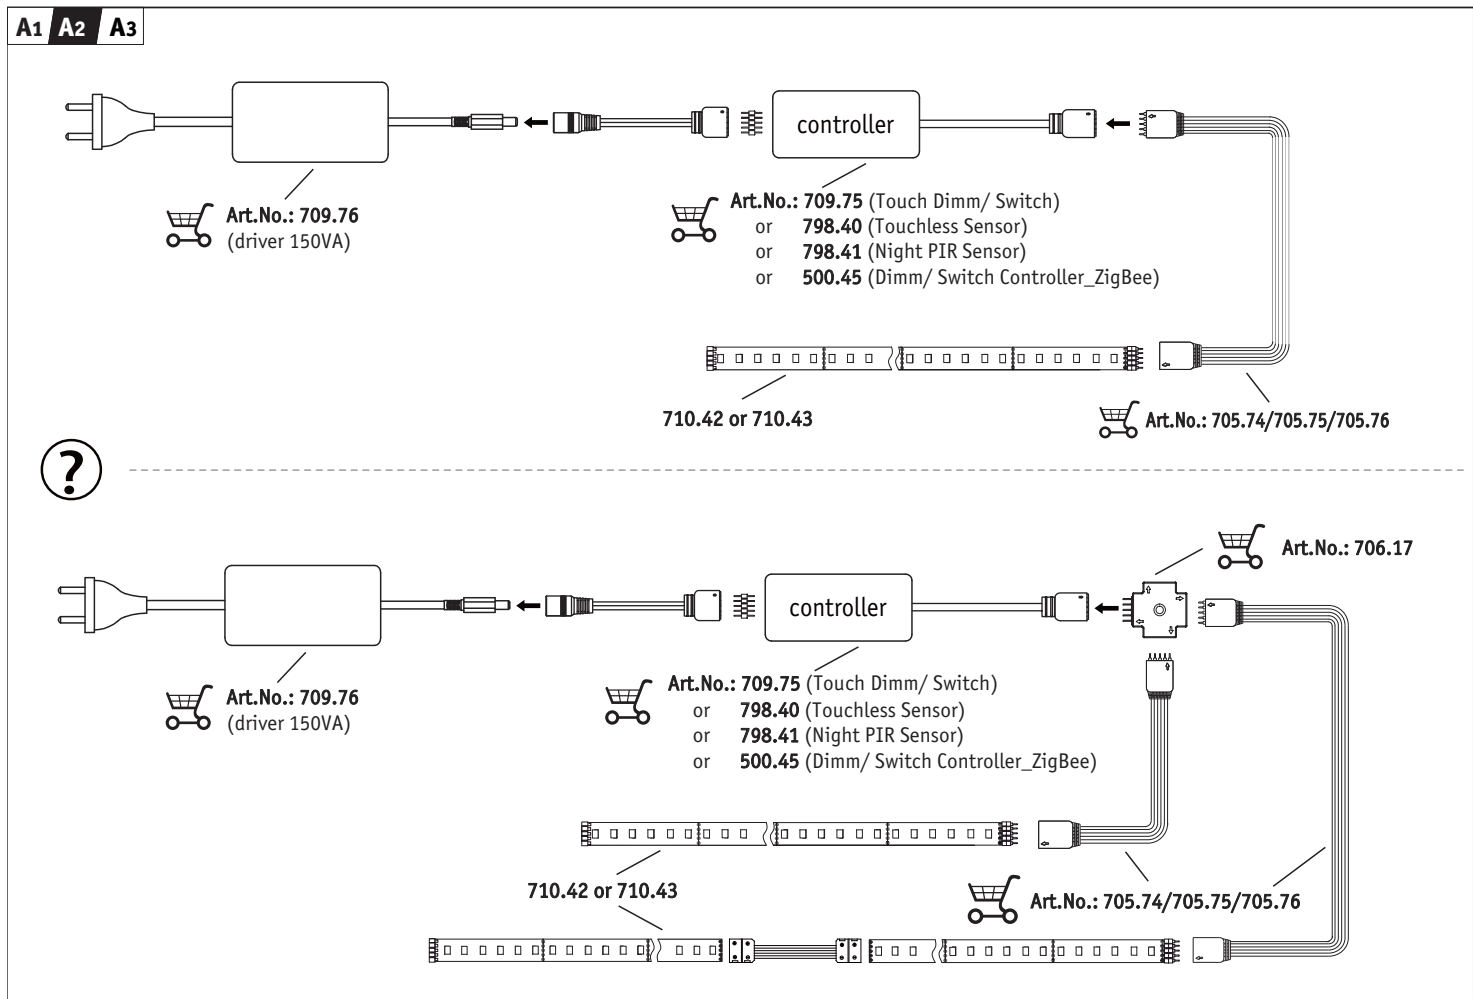 A1 A2 A3
controller
Art.No.: 709.76
(driver 150VA)
Art.No.: 709.75 (Touch Dimm/ Switch)
or 798.40 (Touchless Sensor)
or 798.41 (Night PIR Sensor)
or 500.45 (Dimm/ Switch Controller_ZigBee)
710.42 or 710.43
Art.No.: 705.74/705.75/705.76
?
Art.No.: 706.17
controller
Art.No.: 709.76
(driver 150VA)
Art.No.: 709.75 (Touch Dimm/ Switch)
or 798.40 (Touchless Sensor)
or 798.41 (Night PIR Sensor)
or 500.45 (Dimm/ Switch Controller_ZigBee)
710.42 or 710.43
Art.No.: 705.74/705.75/705.76